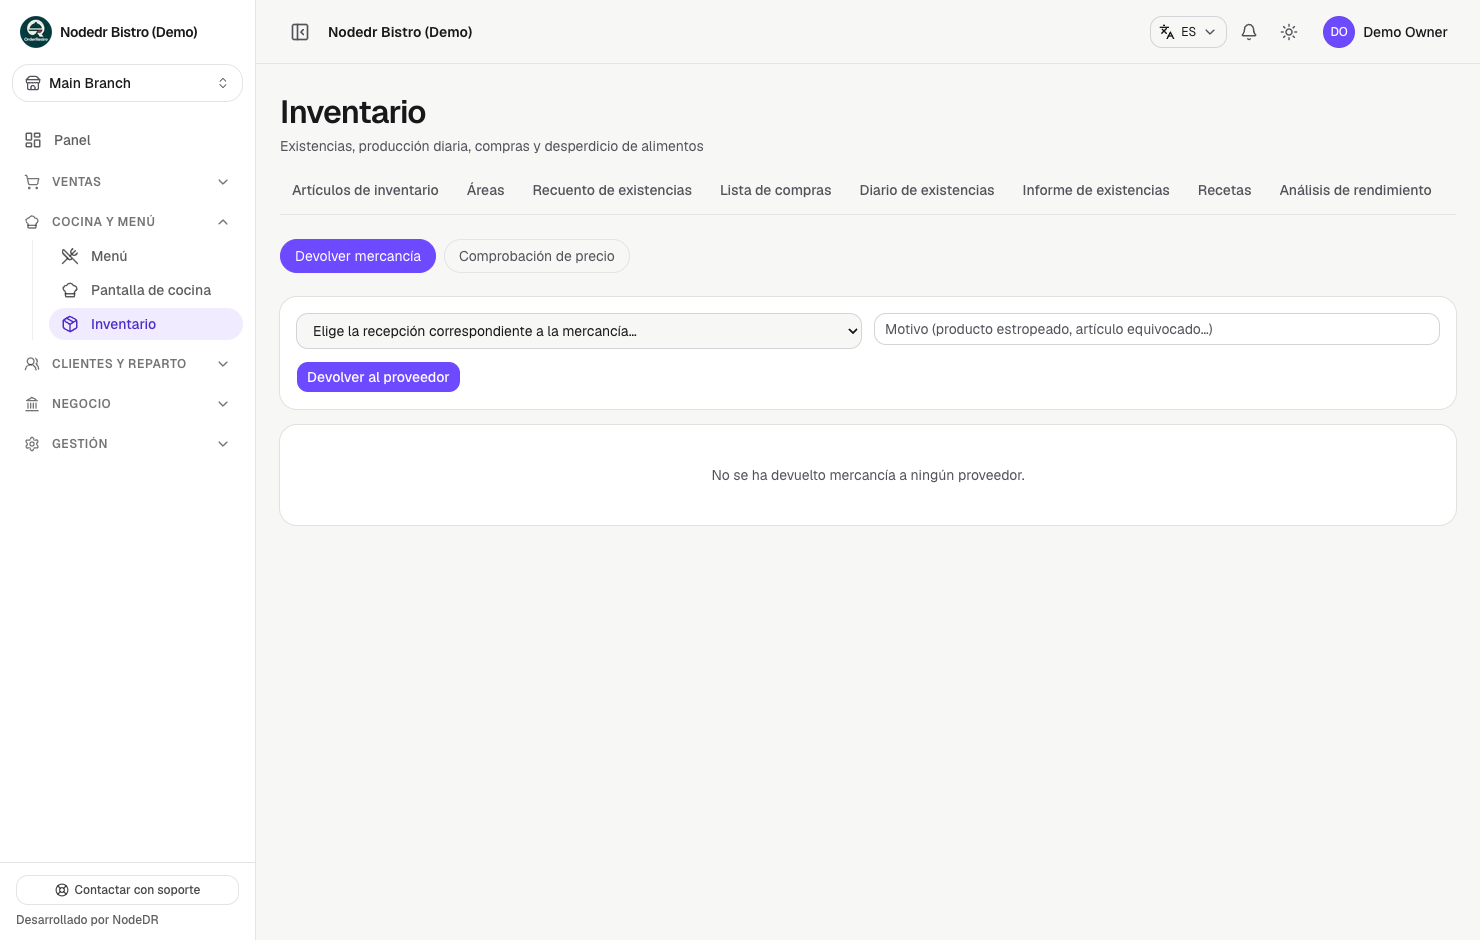 Nodedr Bistro (Demo)
Main Branch
Panel
VENTAS
COCINA Y MENÚ
Menú
Pantalla de cocina
Inventario
CLIENTES Y REPARTO
NEGOCIO
GESTIÓN
Contactar con soporte
Desarrollado por NodeDR
Nodedr Bistro (Demo)
ES
DO
Demo Owner
Inventario
Existencias, producción diaria, compras y desperdicio de alimentos
Artículos de inventario
Áreas
Recuento de existencias
Lista de compras
Diario de existencias
Informe de existencias
Recetas
Análisis de rendimiento
Devolver mercancía
Comprobación de precio
Elige la recepción correspondiente a la mercancía...
Motivo (producto estropeado, artículo equivocado...)
Devolver al proveedor
No se ha devuelto mercancía a ningún proveedor.